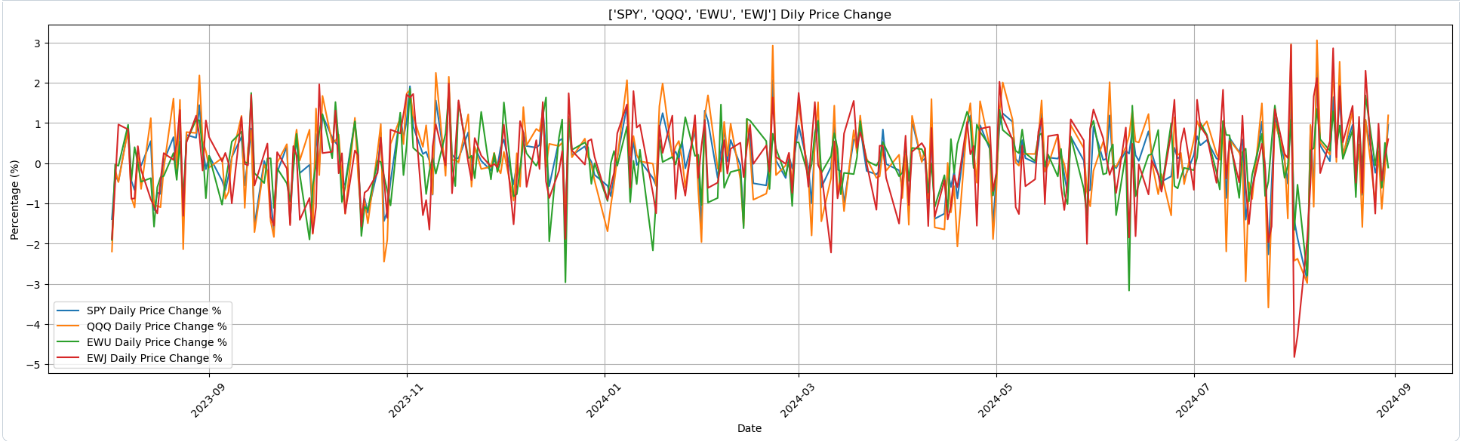 ['SPY', 'QQQ', 'EWU', 'EWJ'] Dily Price Change
Percentage (%)
3
2
1
0
−1
−2
−3
−4
−5
SPY Daily Price Change %
QQQ Daily Price Change %
EWU Daily Price Change %
EWJ Daily Price Change %
2023-09
2023-11
2024-01
2024-03
2024-05
2024-07
2024-09
Date